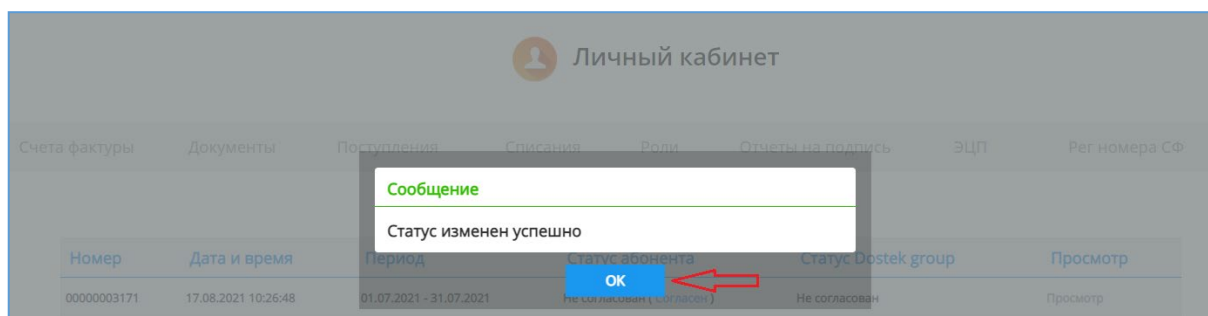 Личный кабинет
Счета фактуры Документы Поступления Списания Роли Отчеты на подпись ЭЦП Рег номера СФ
Сообщение
Статус изменен успешно
Номер Дата и время Период Статус абонента Статус Dostek group Просмотр
ОК
00000003171 17.08.2021 10:26:48 01.07.2021 - 31.07.2021 Не согласован ( Согласен ) Не согласован Просмотр